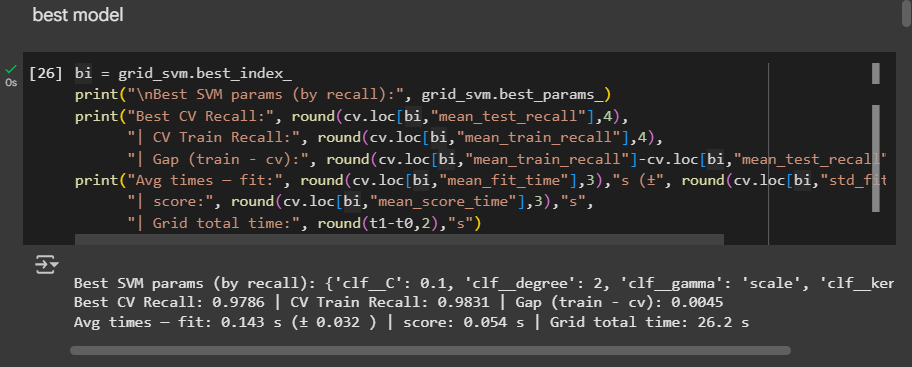 best model
[26] bi = grid_svm.best_index_
0s
print("\nBest SVM params (by recall):", grid_svm.best_params_)
print("Best CV Recall:", round(cv.loc[bi,"mean_test_recall"],4),
"| CV Train Recall:", round(cv.loc[bi,"mean_train_recall"],4),
"| Gap (train - cv):", round(cv.loc[bi,"mean_train_recall"]-cv.loc[bi,"mean_test_recall"
print("Avg times — fit:", round(cv.loc[bi,"mean_fit_time"],3),"s (±", round(cv.loc[bi,"std_fit
"| score:", round(cv.loc[bi,"mean_score_time"],3),"s",
"| Grid total time:", round(t1-t0,2),"s")
Best SVM params (by recall): {'clf__C': 0.1, 'clf__degree': 2, 'clf__gamma': 'scale', 'clf__ker
Best CV Recall: 0.9786 | CV Train Recall: 0.9831 | Gap (train - cv): 0.0045
Avg times — fit: 0.143 s (± 0.032 ) | score: 0.054 s | Grid total time: 26.2 s